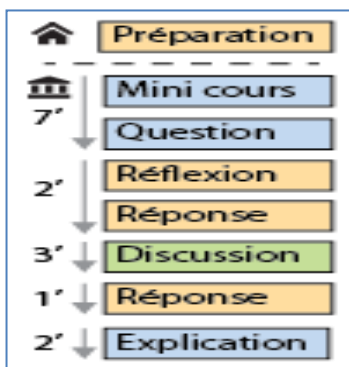 Préparation
Mini cours
7'
Question
Réflexion
2'
Réponse
3' Discussion
1' Réponse
2' Explication